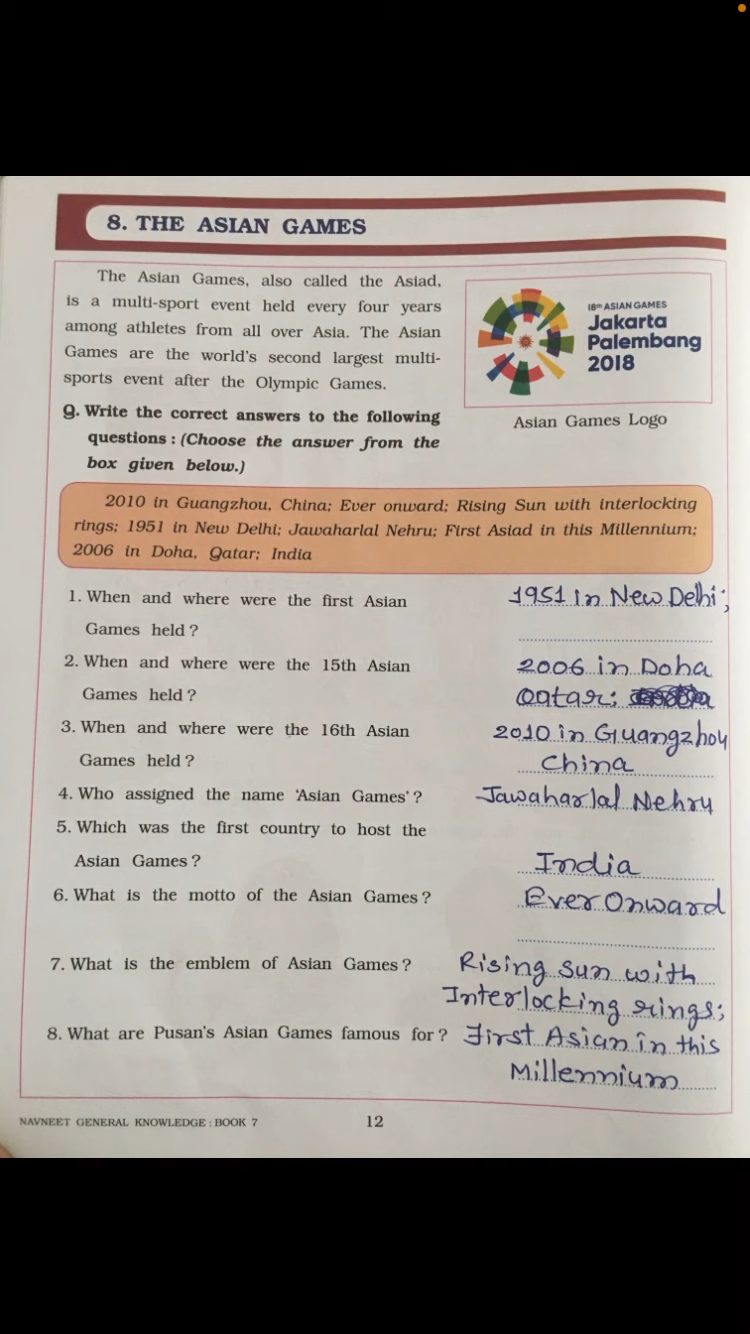 8. THE ASIAN GAMES
The Asian Games, also called the Asiad,
is a multi-sport event held every four years
among athletes from all over Asia. The Asian
Games are the world's second largest multi-
sports event after the Olympic Games.
18th ASIAN GAMES
Jakarta
Palembang
2018
Asian Games Logo
Q. Write the correct answers to the following
questions : (Choose the answer from the
box given below.)
2010 in Guangzhou, China; Ever onward; Rising Sun with interlocking
rings; 1951 in New Delhi; Jawaharlal Nehru; First Asiad in this Millennium;
2006 in Doha, Qatar; India
1. When and where were the first Asian
Games held ?
1951 in New Delhi;
2. When and where were the 15th Asian
Games held ?
2006 in Doha
Qatar;
3. When and where were the 16th Asian
Games held ?
2010 in Guangzhou
China
4. Who assigned the name 'Asian Games' ?
Jawaharlal Nehru
5. Which was the first country to host the
Asian Games ?
India
6. What is the motto of the Asian Games ?
Ever Onward
7. What is the emblem of Asian Games ?
Rising sun with
Interlocking rings;
8. What are Pusan's Asian Games famous for ?
First Asian in this
Millennium
NAVNEET GENERAL KNOWLEDGE : BOOK 7
12